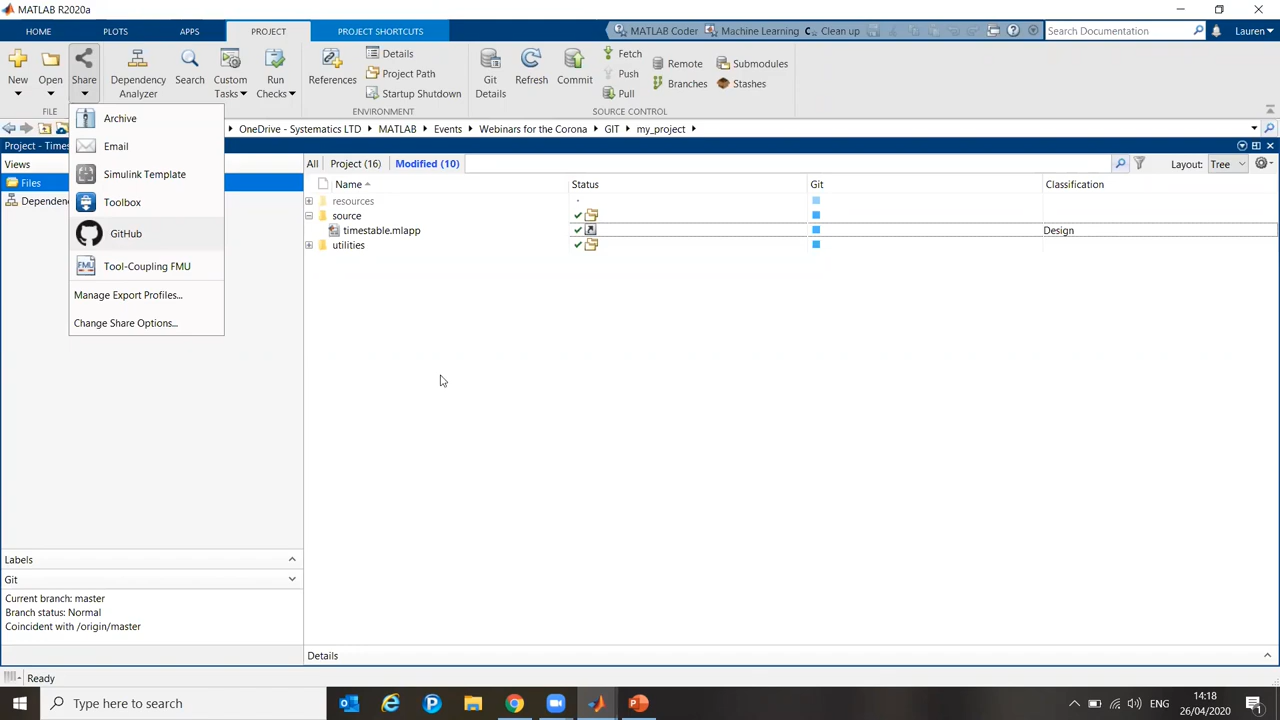 MATLAB R2020a
HOME PLOTS APPS PROJECT PROJECT SHORTCUTS MATLAB Coder Machine Learning Clean up Search Documentation Lauren
New Open Share Dependency Analyzer Search Custom Tasks Run Checks References Details Project Path Startup Shutdown Git Details Refresh Commit Fetch Push Pull Remote Branches Submodules Stashes
FILE ENVIRONMENT SOURCE CONTROL
OneDrive - Systematics LTD MATLAB Events Webinars for the Corona GIT my_project
Archive
Email
Simulink Template
Toolbox
GitHub
FMU Tool-Coupling FMU
Manage Export Profiles...
Change Share Options...
Project - Times
Views
Files
Dependen
All Project (16) Modified (10) Layout: Tree
Name Status Git Classification
resources
source
timestable.mlapp Design
utilities
Labels
Git
Current branch: master
Branch status: Normal
Coincident with /origin/master
Details
Ready
Type here to search
ENG 14:18
26/04/2020
1